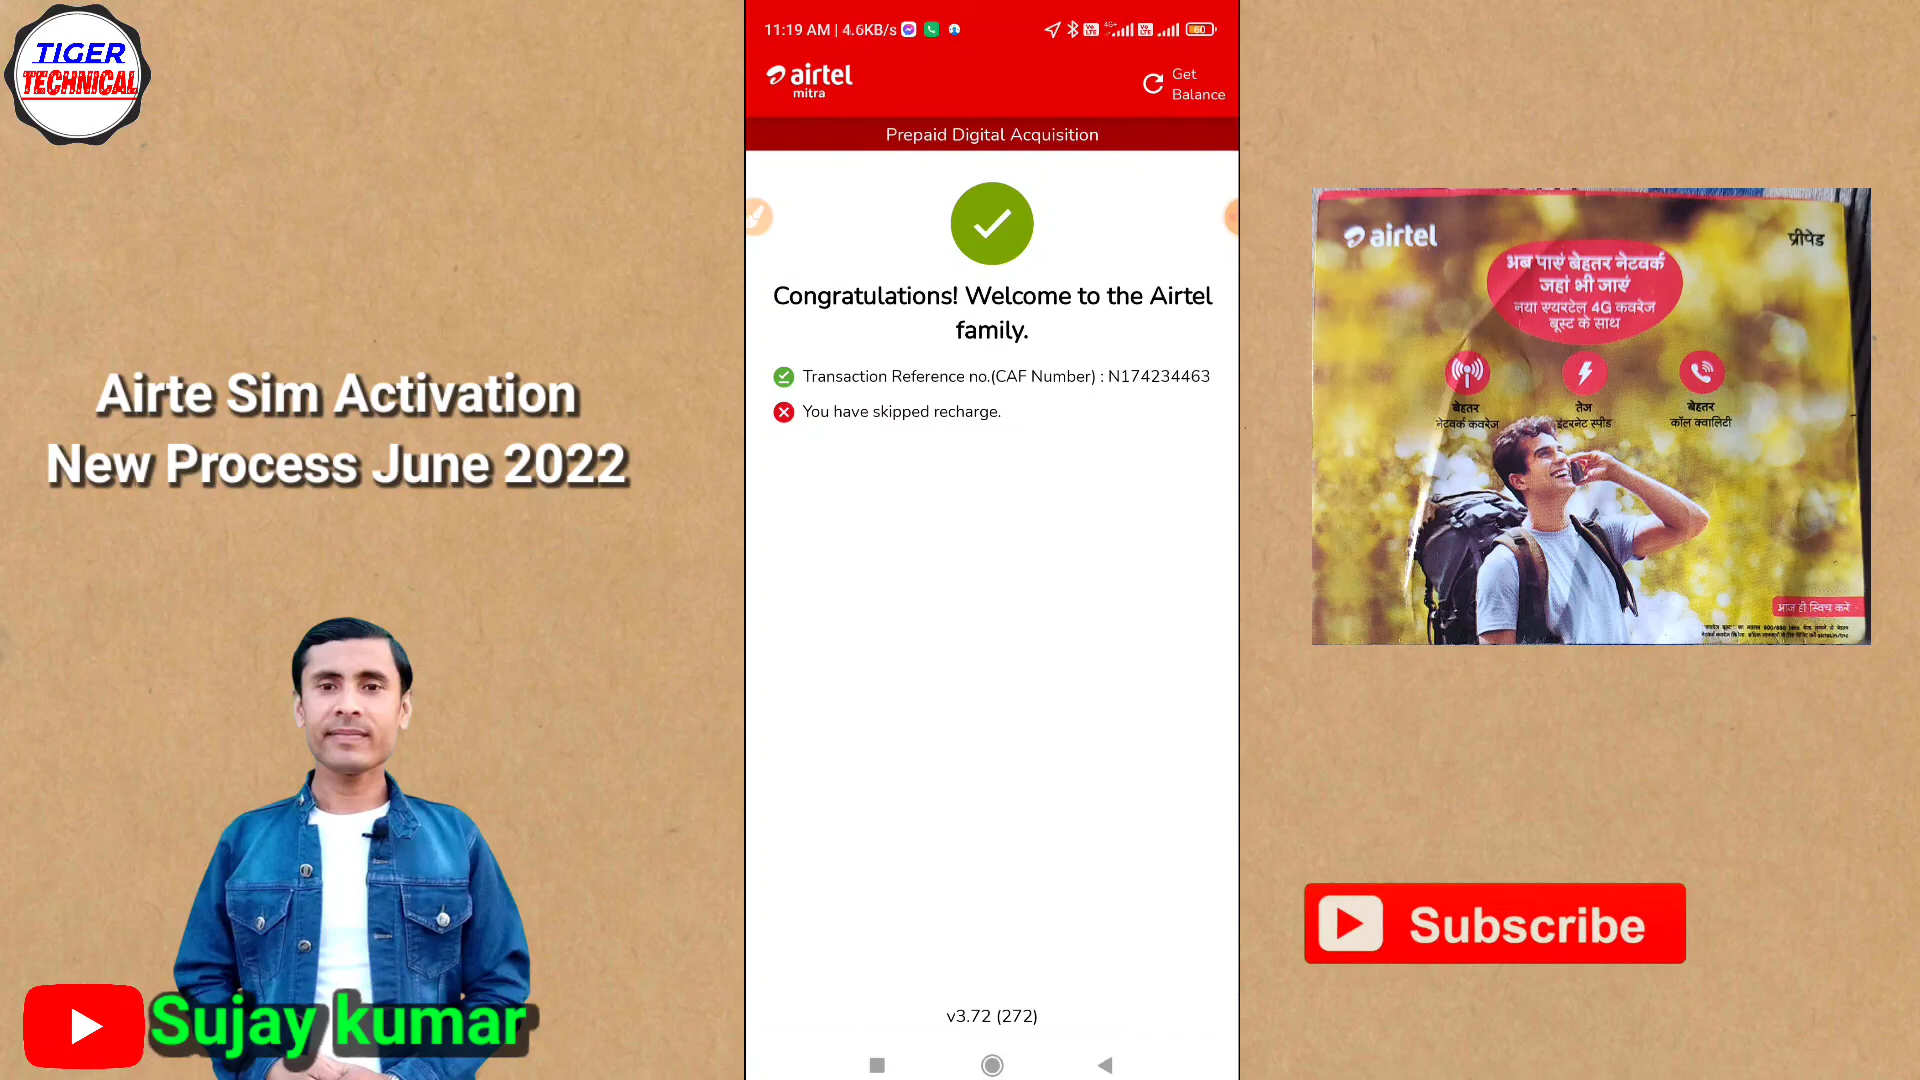 TIGER
TECHNICAL
Airte Sim Activation
New Process June 2022
Sujay kumar
11:19 AM | 4.6KB/s
4G+
60
airtel
mitra
Get
Balance
Prepaid Digital Acquisition
Congratulations! Welcome to the Airtel
family.
Transaction Reference no.(CAF Number) : N174234463
You have skipped recharge.
v3.72 (272)
airtel
प्रीपेड
अब पाएं बेहतर नेटवर्क
जहां भी जाएं
नया एयरटेल 4G कवरेज
बूस्ट के साथ
बेहतर
नेटवर्क कवरेज
तेज
इंटरनेट स्पीड
बेहतर
कॉल क्वालिटी
आज ही स्विच करें
Subscribe